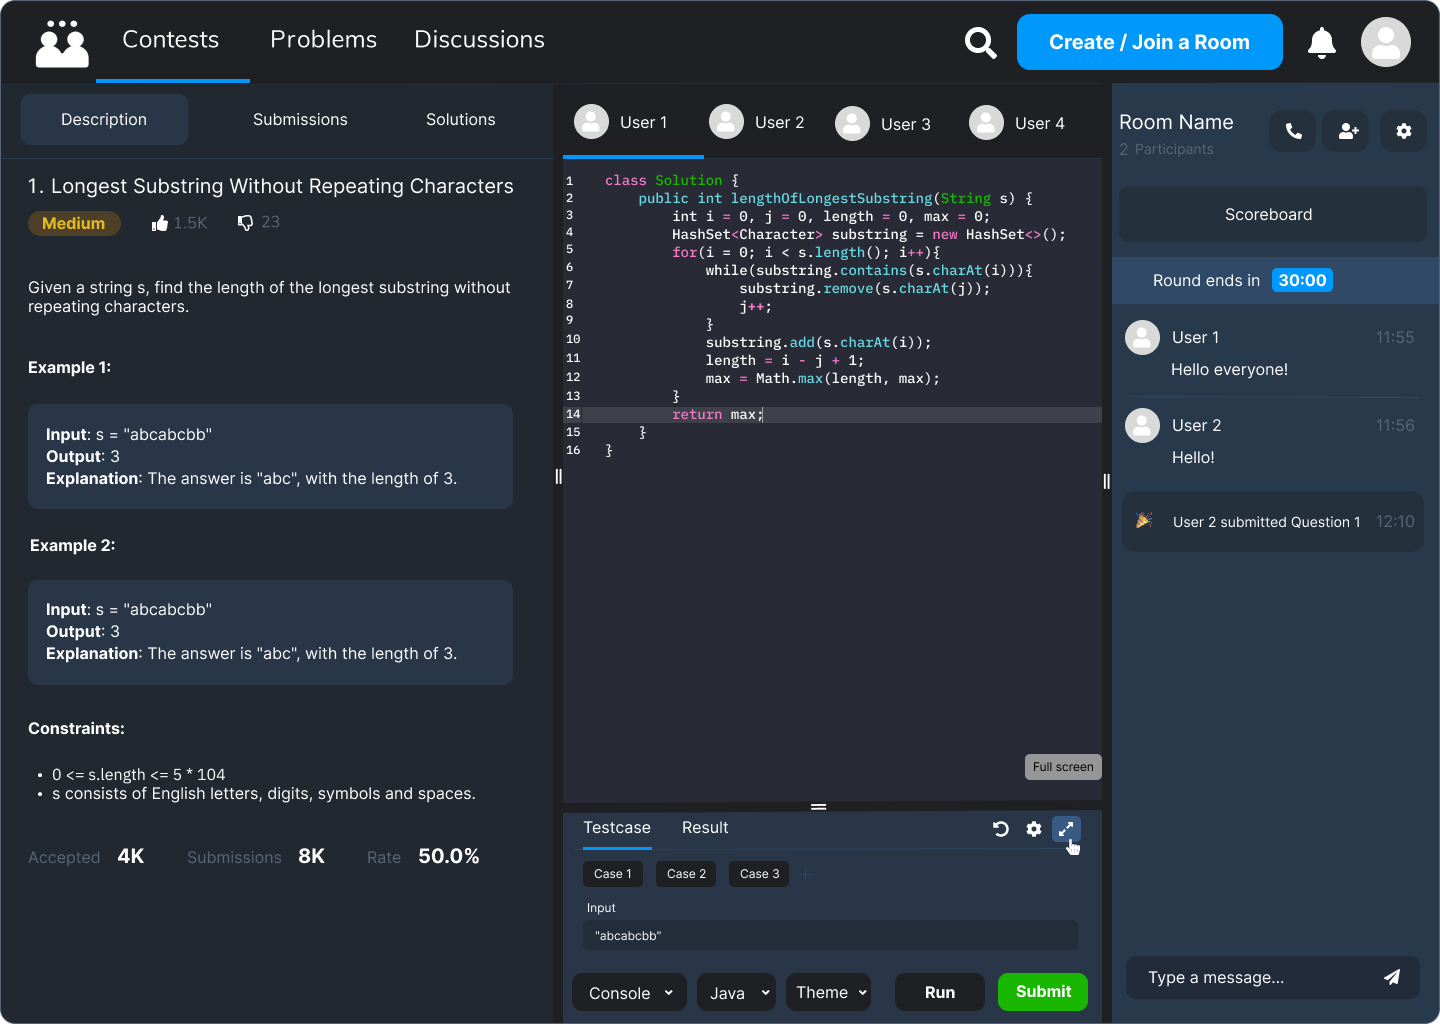 Contests Problems Discussions
Create / Join a Room
Description Submissions Solutions
1. Longest Substring Without Repeating Characters
Medium 1.5K 23
Given a string s, find the length of the longest substring without
repeating characters.
Example 1:
Input: s = "abcabcbb"
Output: 3
Explanation: The answer is "abc", with the length of 3.
Example 2:
Input: s = "abcabcbb"
Output: 3
Explanation: The answer is "abc", with the length of 3.
Constraints:
• 0 <= s.length <= 5 * 104
• s consists of English letters, digits, symbols and spaces.
Accepted 4K Submissions 8K Rate 50.0%
User 1 User 2 User 3 User 4
1 class Solution {
2 public int lengthOfLongestSubstring(String s) {
3 int i = 0, j = 0, length = 0, max = 0;
4 HashSet<Character> substring = new HashSet<>();
5 for(i = 0; i < s.length(); i++){
6 while(substring.contains(s.charAt(i))){
7 substring.remove(s.charAt(j));
8 j++;
9 }
10 substring.add(s.charAt(i));
11 length = i - j + 1;
12 max = Math.max(length, max);
13 }
14 return max;
15 }
16 }
Full screen
Testcase Result
Case 1 Case 2 Case 3 +
Input
"abcabcbb"
Console Java Theme Run Submit
Room Name
2 Participants
Scoreboard
Round ends in 30:00
User 1 11:55
Hello everyone!
User 2 11:56
Hello!
User 2 submitted Question 1 12:10
Type a message...